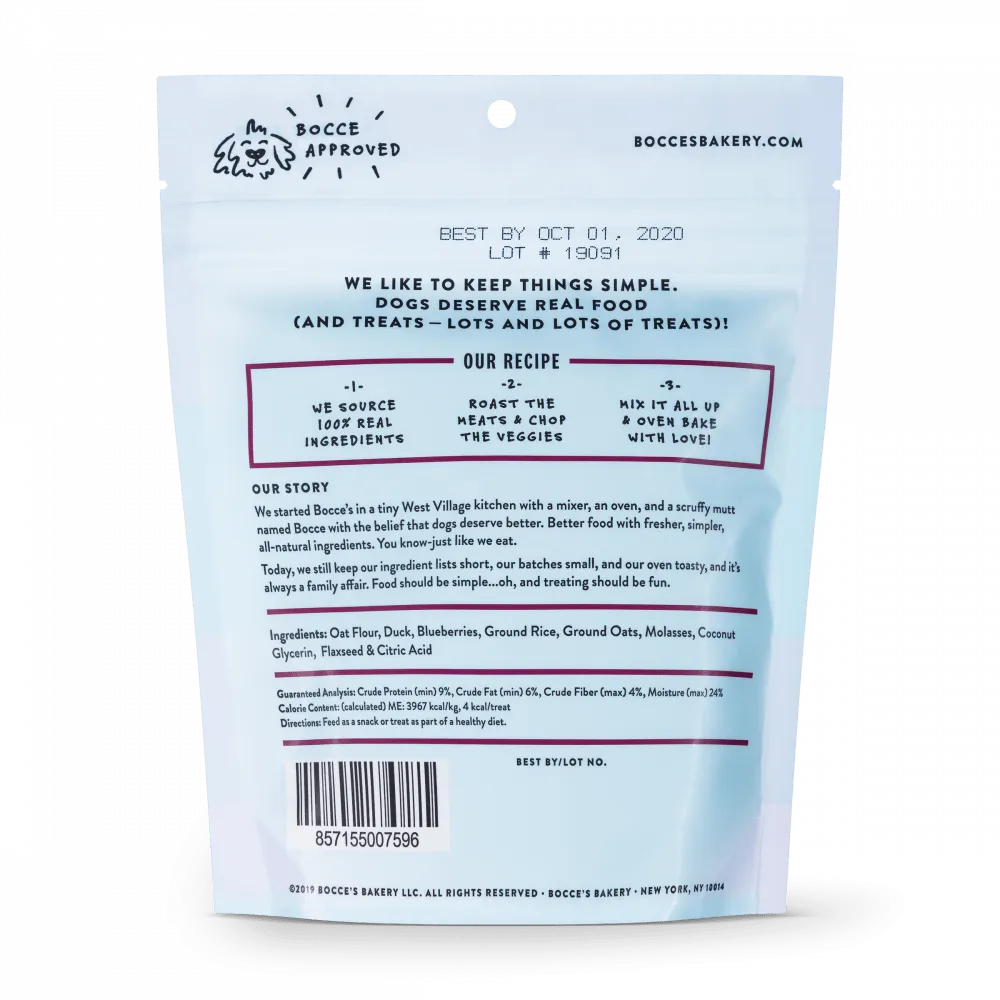 BOCCE
APPROVED
BOCCESBAKERY.COM
BEST BY OCT 01, 2020
LOT # 19091
WE LIKE TO KEEP THINGS SIMPLE.
DOGS DESERVE REAL FOOD
(AND TREATS — LOTS AND LOTS OF TREATS)!
OUR RECIPE
-1-
WE SOURCE
100% REAL
INGREDIENTS
-2-
ROAST THE
MEATS & CHOP
THE VEGGIES
-3-
MIX IT ALL UP
& OVEN BAKE
WITH LOVE!
OUR STORY
We started Bocce's in a tiny West Village kitchen with a mixer, an oven, and a scruffy mutt
named Bocce with the belief that dogs deserve better. Better food with fresher, simpler,
all-natural ingredients. You know-just like we eat.
Today, we still keep our ingredient lists short, our batches small, and our oven toasty, and it's
always a family affair. Food should be simple...oh, and treating should be fun.
Ingredients: Oat Flour, Duck, Blueberries, Ground Rice, Ground Oats, Molasses, Coconut
Glycerin, Flaxseed & Citric Acid
Guaranteed Analysis: Crude Protein (min) 9%, Crude Fat (min) 6%, Crude Fiber (max) 4%, Moisture (max) 24%
Calorie Content: (calculated) ME: 3967 kcal/kg, 4 kcal/treat
Directions: Feed as a snack or treat as part of a healthy diet.
BEST BY/LOT NO.
857155007596
©2019 BOCCE'S BAKERY LLC. ALL RIGHTS RESERVED • BOCCE'S BAKERY • NEW YORK, NY 10014